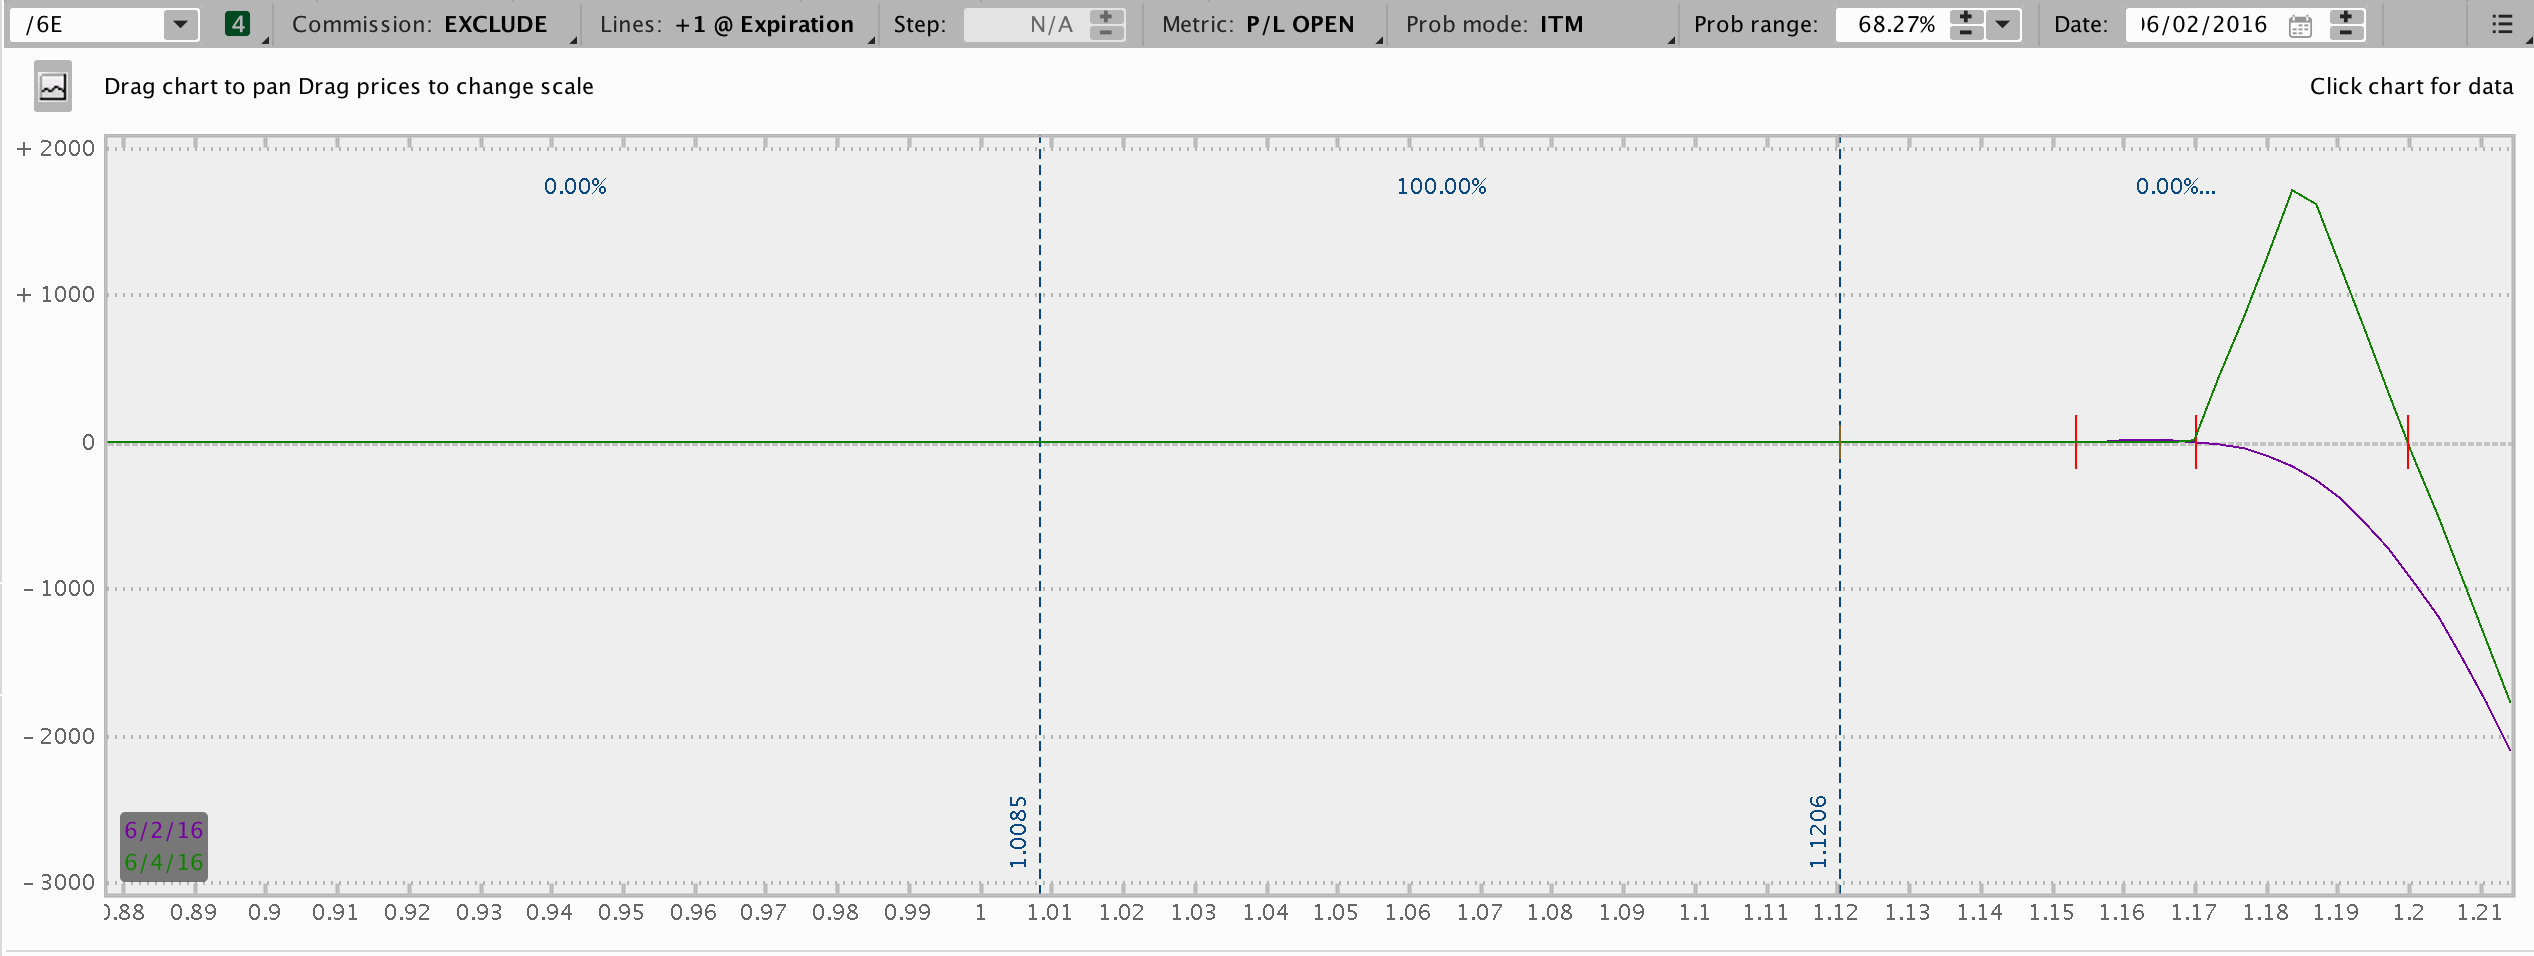 /6E 4 Commission: EXCLUDE Lines: +1 @ Expiration Step: N/A Metric: P/L OPEN Prob mode: ITM Prob range: 68.27% Date: 06/02/2016
Drag chart to pan Drag prices to change scale Click chart for data
+ 2000
0.00% 100.00% 0.00%...
+ 1000
0
- 1000
- 2000
1.0085 1.1206
6/2/16
6/4/16
- 3000
0.88 0.89 0.9 0.91 0.92 0.93 0.94 0.95 0.96 0.97 0.98 0.99 1 1.01 1.02 1.03 1.04 1.05 1.06 1.07 1.08 1.09 1.1 1.11 1.12 1.13 1.14 1.15 1.16 1.17 1.18 1.19 1.2 1.21